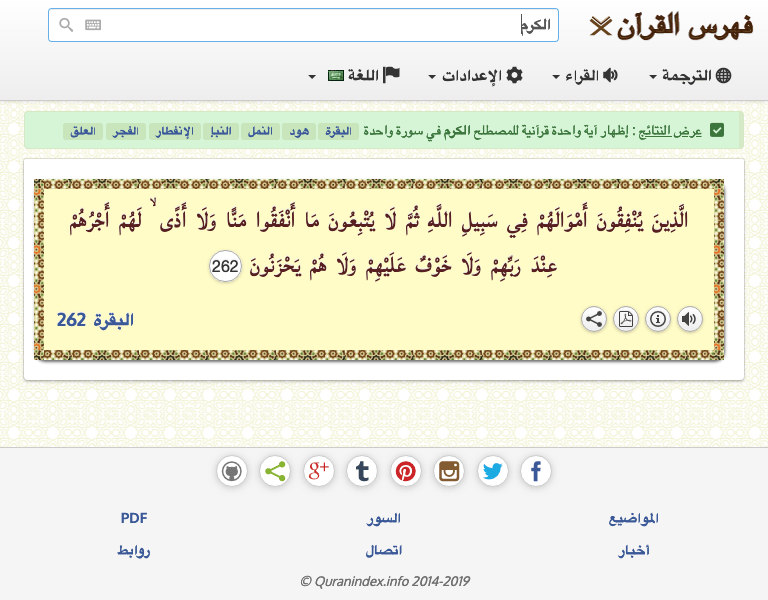 فهرس القرآن
الكرم
الترجمة القراء الإعدادات اللغة
عرض النتائج : إظهار آية واحدة قرآنية للمصطلح الكرم في سورة واحدة البقرة هود النمل النبإ الإنفطار الفجر العلق
الَّذِينَ يُنْفِقُونَ أَمْوَالَهُمْ فِي سَبِيلِ اللَّهِ ثُمَّ لَا يُتْبِعُونَ مَا أَنْفَقُوا مَنًّا وَلَا أَذًى ۙ لَهُمْ أَجْرُهُمْ
عِنْدَ رَبِّهِمْ وَلَا خَوْفٌ عَلَيْهِمْ وَلَا هُمْ يَحْزَنُونَ 262
البقرة 262
المواضيع السور PDF
أخبار اتصال روابط
© Quranindex.info 2014-2019